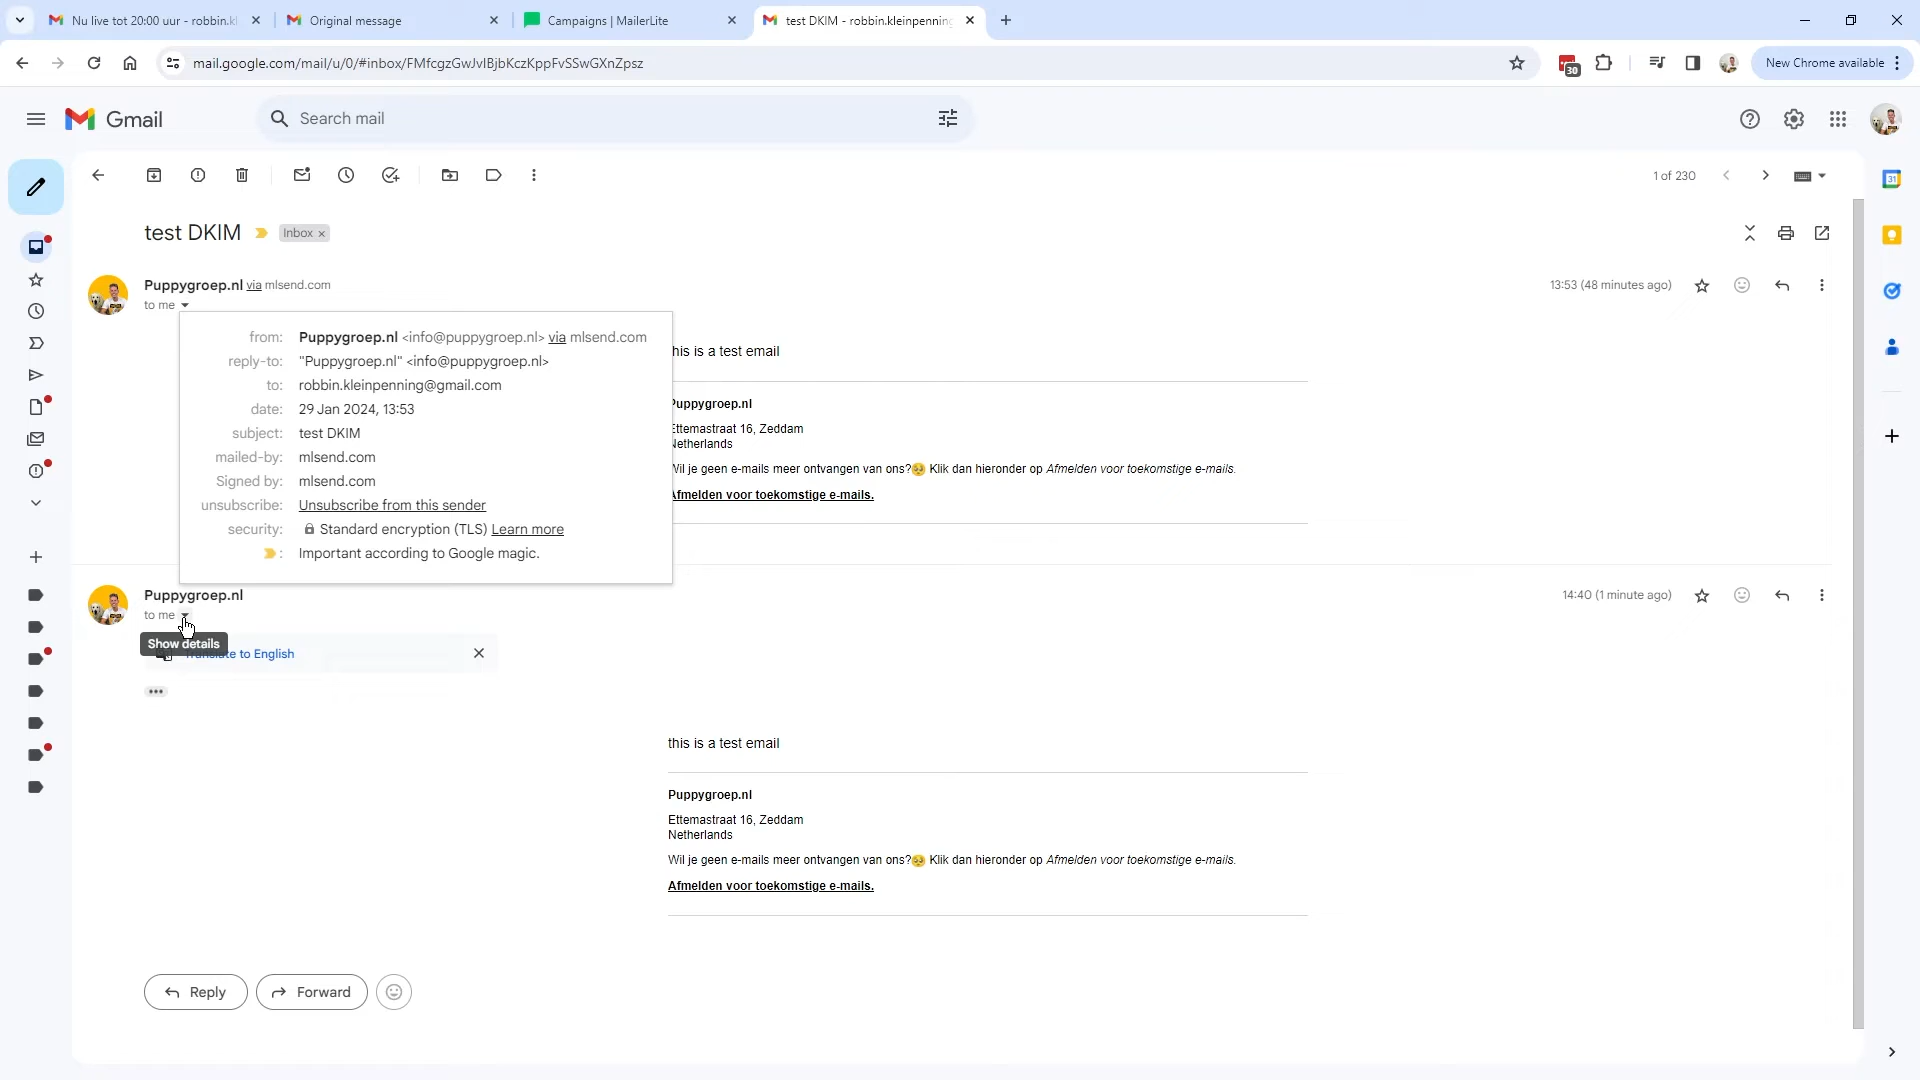 Nu live tot 20:00 uur - robbin.kl
Original message
Campaigns | MailerLite
test DKIM - robbin.kleinpenning
mail.google.com/mail/u/0/#inbox/FMfcgzGwJvlBjbKczKppFvSSwGXnZpsz
30
New Chrome available
Gmail
Search mail
31
1 of 230
test DKIM
Inbox x
Puppygroep.nl via mlsend.com
13:53 (48 minutes ago)
to me
from: Puppygroep.nl <info@puppygroep.nl> via mlsend.com
reply-to: "Puppygroep.nl" <info@puppygroep.nl>
to: robbin.kleinpenning@gmail.com
date: 29 Jan 2024, 13:53
subject: test DKIM
mailed-by: mlsend.com
Signed by: mlsend.com
unsubscribe: Unsubscribe from this sender
security: Standard encryption (TLS) Learn more
: Important according to Google magic.
his is a test email
Puppygroep.nl
Ettemastraat 16, Zeddam
Netherlands
Wil je geen e-mails meer ontvangen van ons?🥺 Klik dan hieronder op Afmelden voor toekomstige e-mails.
Afmelden voor toekomstige e-mails.
Puppygroep.nl
14:40 (1 minute ago)
to me
Show details
Translate to English
this is a test email
Puppygroep.nl
Ettemastraat 16, Zeddam
Netherlands
Wil je geen e-mails meer ontvangen van ons?🥺 Klik dan hieronder op Afmelden voor toekomstige e-mails.
Afmelden voor toekomstige e-mails.
Reply
Forward